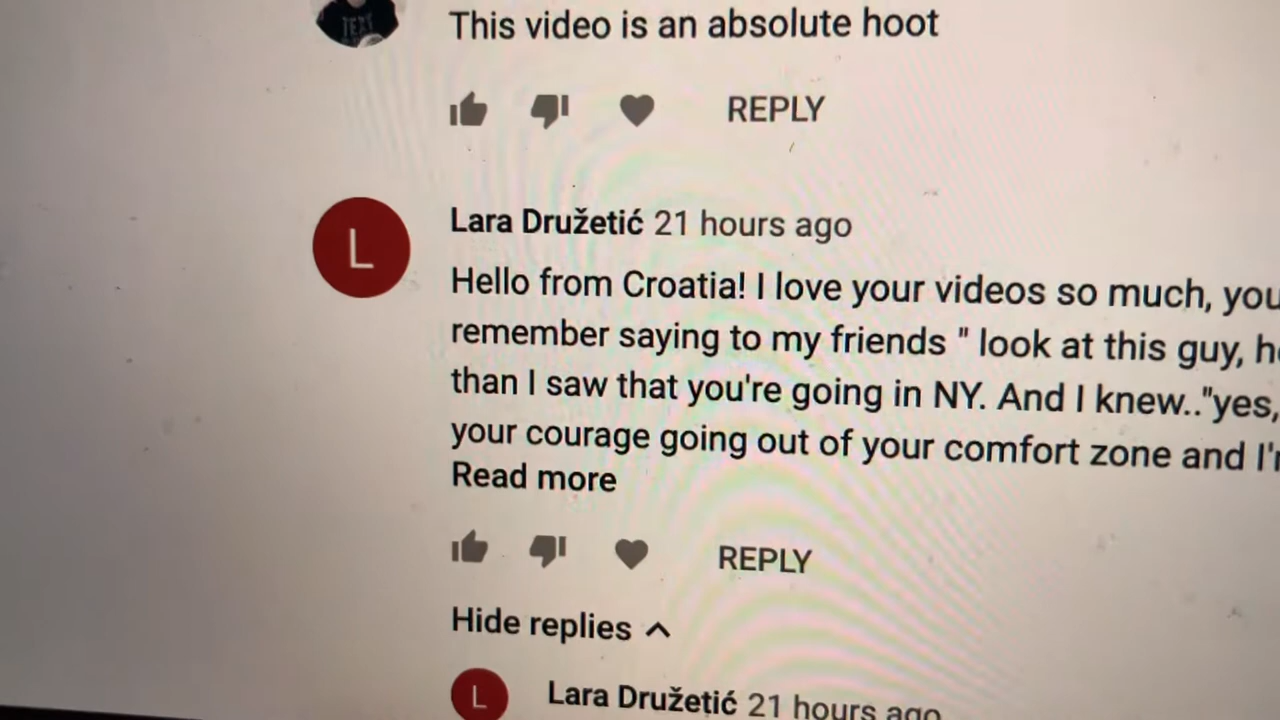 TEXT
This video is an absolute hoot
REPLY
L
Lara Družetić 21 hours ago
Hello from Croatia! I love your videos so much, you
remember saying to my friends " look at this guy, he
than I saw that you're going in NY. And I knew.."yes,
your courage going out of your comfort zone and I'm
Read more
REPLY
Hide replies
L
Lara Družetić 21 hours ago